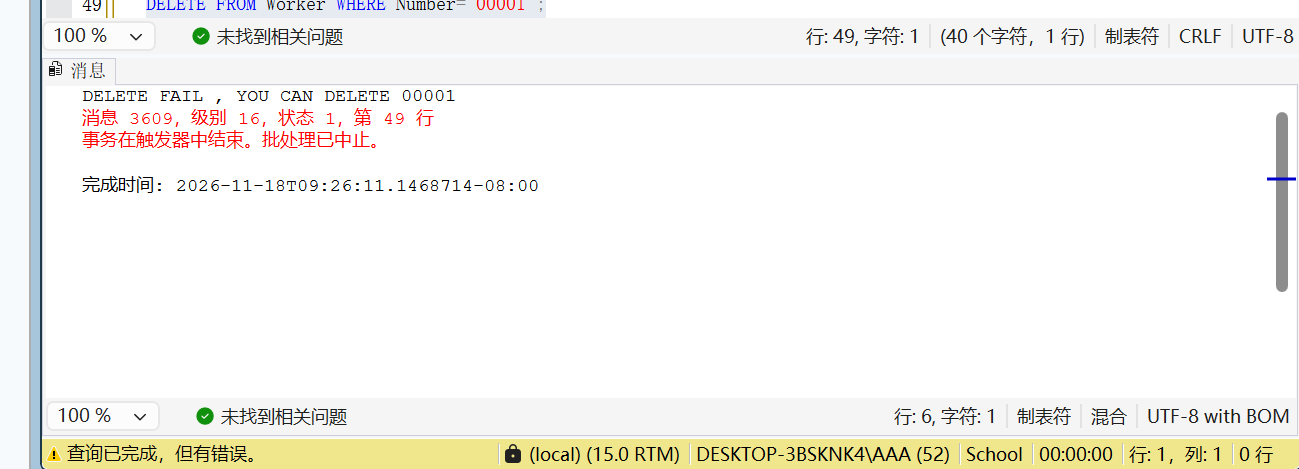 49 DELETE FROM Worker WHERE Number='00001';
100 % 未找到相关问题 行: 49, 字符: 1 (40 个字符，1 行) 制表符 CRLF UTF-8
消息
DELETE FAIL , YOU CAN DELETE 00001
消息 3609，级别 16，状态 1，第 49 行
事务在触发器中结束。批处理已中止。
完成时间: 2026-11-18T09:26:11.1468714-08:00
100 % 未找到相关问题 行: 6, 字符: 1 制表符 混合 UTF-8 with BOM
查询已完成，但有错误。 (local) (15.0 RTM) DESKTOP-3BSKNK4\AAA (52) School 00:00:00 行: 1，列: 1 0 行